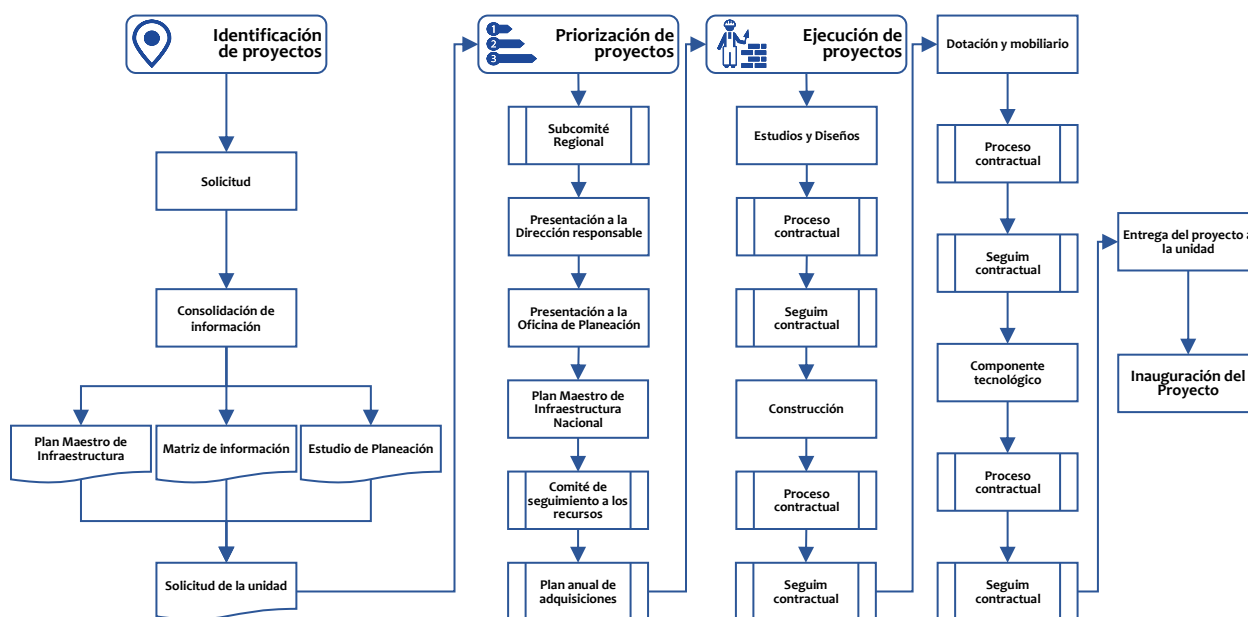 Identificación
de proyectos
Solicitud
Consolidación de
información
Plan Maestro de
Infraestructura
Matriz de información
Estudio de Planeación
Solicitud de la unidad
1
2
3
Priorización de
proyectos
Subcomité
Regional
Presentación a la
Dirección responsable
Presentación a la
Oficina de Planeación
Plan Maestro de
Infraestructura
Nacional
Comité de
seguimiento a los
recursos
Plan anual de
adquisiciones
Ejecución de
proyectos
Estudios y Diseños
Proceso
contractual
Seguim
contractual
Construcción
Proceso
contractual
Seguim
contractual
Dotación y mobiliario
Proceso
contractual
Seguim
contractual
Componente
tecnológico
Proceso
contractual
Seguim
contractual
Entrega del proyecto a
la unidad
Inauguración del
Proyecto